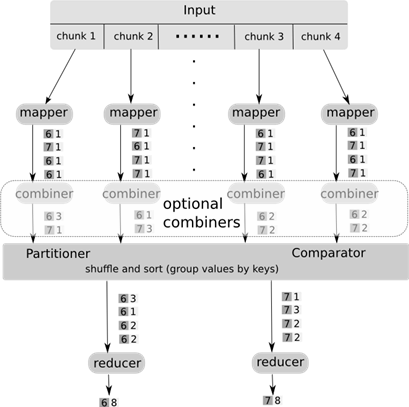 Input
chunk 1 chunk 2 ······ chunk 3 chunk 4
mapper mapper mapper mapper
6 1 7 1 6 1 6 1
7 1 6 1 7 1 6 1
6 1 7 1 6 1 7 1
6 1 7 1 7 1 7 1
combiner combiner combiner combiner
optional
combiners
6 3 6 1 6 2 6 2
7 1 7 3 7 2 7 2
Partitioner Comparator
shuffle and sort (group values by keys)
6 3 7 1
6 1 7 3
6 2 7 2
6 2 7 2
reducer reducer
6 8 7 8